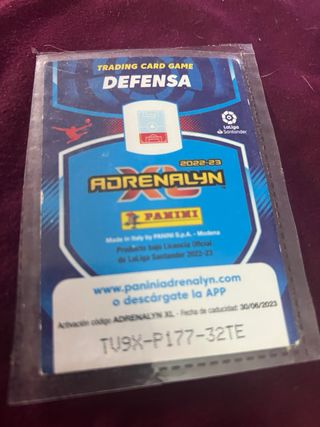 TRADING CARD GAME
DEFENSA
LaLiga
Santander
2022-23
ADRENALYN
XL
PANINI
Made in Italy by PANINI S.p.A. - Modena
Producto bajo Licencia Oficial
de LaLiga Santander 2022-23
www.paniniadrenalyn.com
o descárgate la APP
Activación código ADRENALYN XL - Fecha de caducidad: 30/06/2023
TV9X-P177-32TE